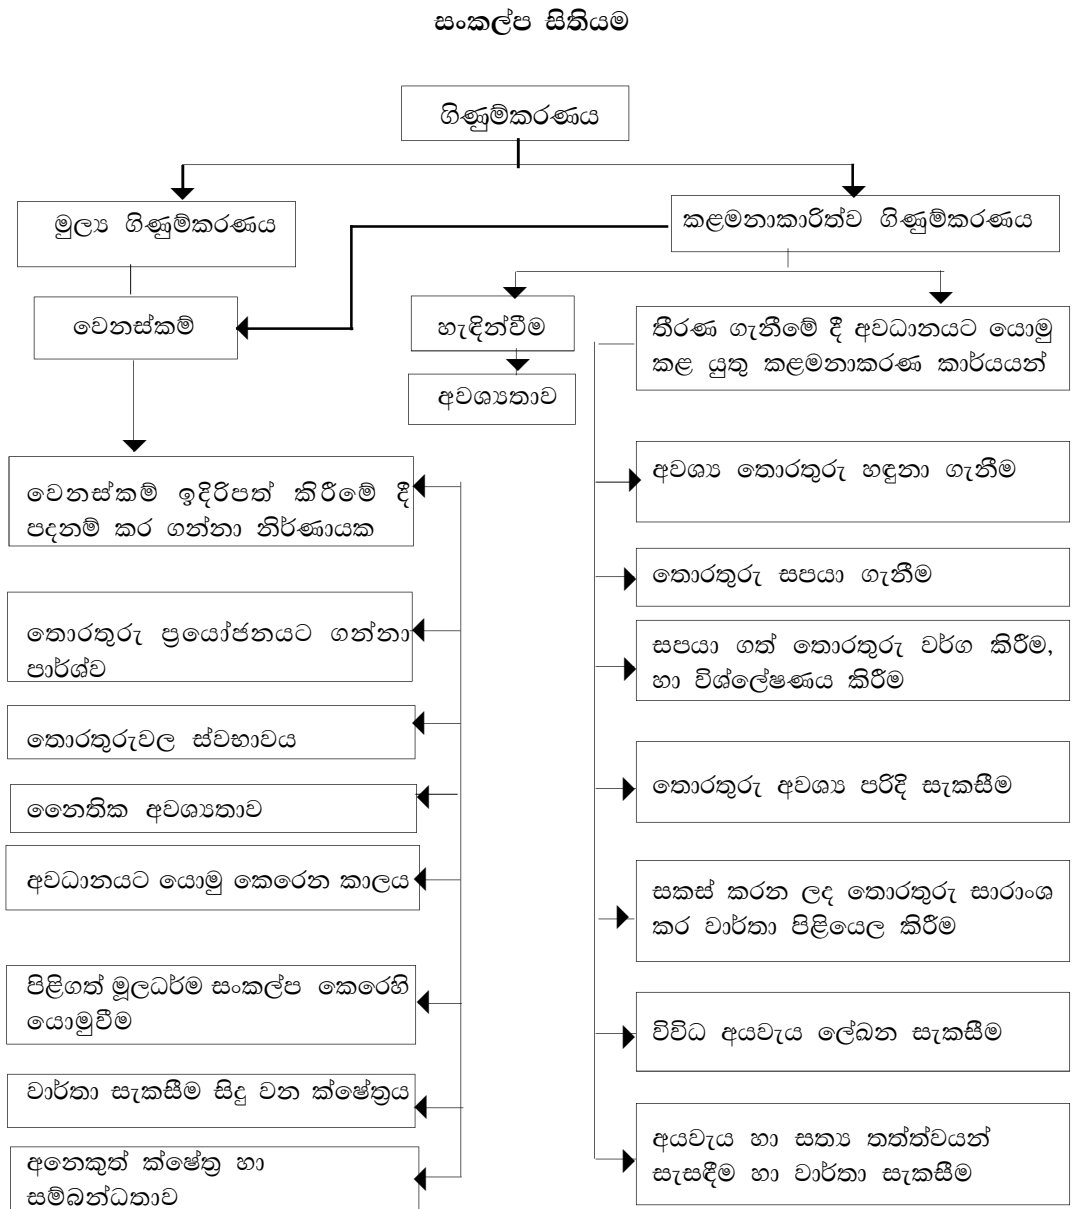 සංකල්ප සිතියම
ගිණුම්කරණය
මුල්‍ය ගිණුම්කරණය
කළමනාකාරිත්ව ගිණුම්කරණය
වෙනස්කම්
හැඳින්වීම
අවශ්‍යතාව
තීරණ ගැනීමේ දී අවධානයට යොමු
කළ යුතු කළමනාකරණ කාර්යයන්
වෙනස්කම් ඉදිරිපත් කිරීමේ දී
පදනම් කර ගන්නා නිර්ණායක
තොරතුරු ප්‍රයෝජනයට ගන්නා
පාර්ශ්ව
තොරතුරුවල ස්වභාවය
නෛතික අවශ්‍යතාව
අවධානයට යොමු කෙරෙන කාලය
පිළිගත් මූලධර්ම සංකල්ප කෙරෙහි
යොමුවීම
වාර්තා සැකසීම සිදු වන ක්ෂේත්‍රය
අනෙකුත් ක්ෂේත්‍ර හා
සම්බන්ධතාව
අවශ්‍ය තොරතුරු හඳුනා ගැනීම
තොරතුරු සපයා ගැනීම
සපයා ගත් තොරතුරු වර්ග කිරීම,
හා විශ්ලේෂණය කිරීම
තොරතුරු අවශ්‍ය පරිදි සැකසීම
සකස් කරන ලද තොරතුරු සාරාංශ
කර වාර්තා පිළියෙල කිරීම
විවිධ අයවැය ලේඛන සැකසීම
අයවැය හා සත්‍ය තත්ත්වයන්
සැසඳීම හා වාර්තා සැකසීම